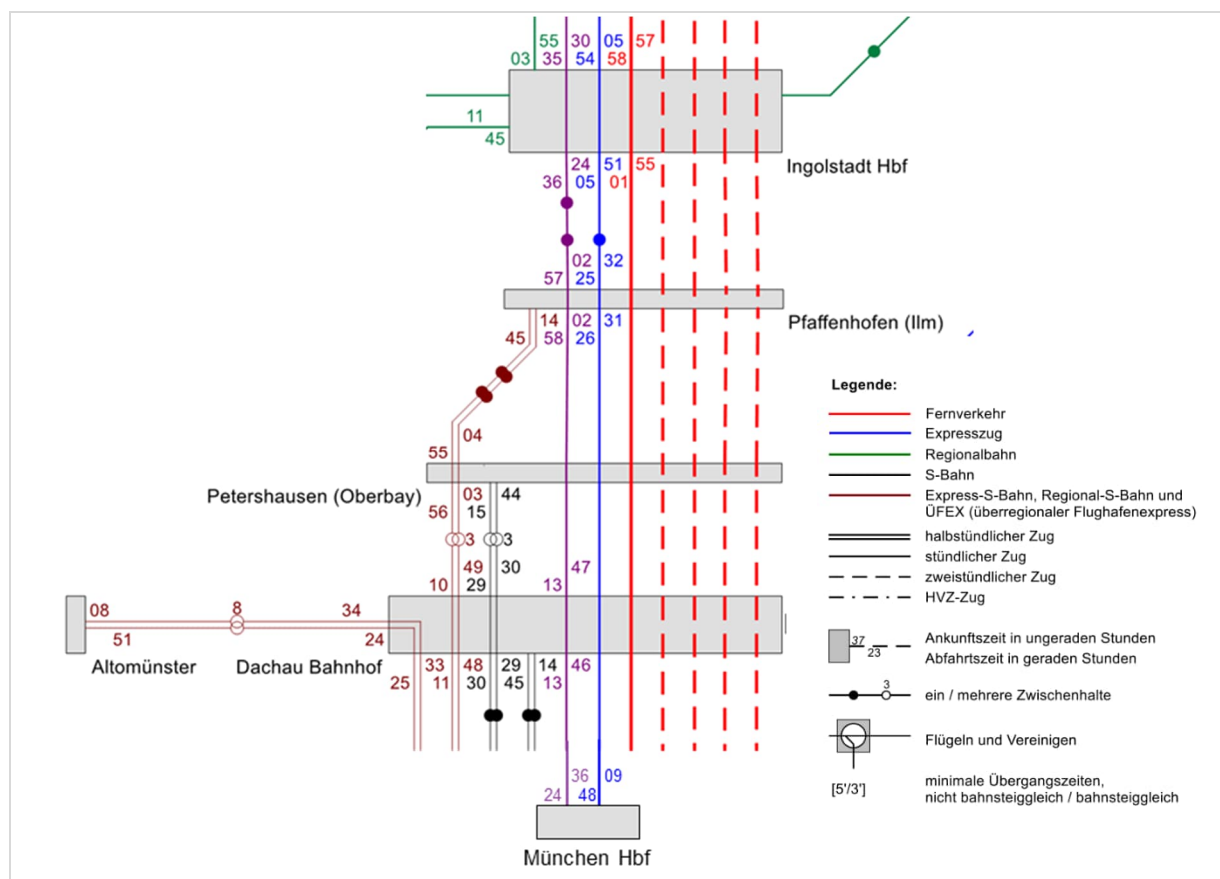 55 30 05 57
03 35 54 58
11
45
24 51 55
36 05 01
Ingolstadt Hbf
02 32
57 25
14 02 31
45 58 26
Pfaffenhofen (Ilm)
04
55
Petershausen (Oberbay)
03 44
56 15
3 3
49 30 47
10 29 13
08 8 34
51 24
Altomünster Dachau Bahnhof
33 48 29 14 46
25 11 30 45 13
36 09
24 48
München Hbf
Legende:
Fernverkehr
Expresszug
Regionalbahn
S-Bahn
Express-S-Bahn, Regional-S-Bahn und
ÜFEX (überregionaler Flughafenexpress)
halbstündlicher Zug
stündlicher Zug
zweistündlicher Zug
HVZ-Zug
37 Ankunftszeit in ungeraden Stunden
23 Abfahrtszeit in geraden Stunden
3
ein / mehrere Zwischenhalte
Flügeln und Vereinigen
[5'/3'] minimale Übergangszeiten,
nicht bahnsteiggleich / bahnsteiggleich